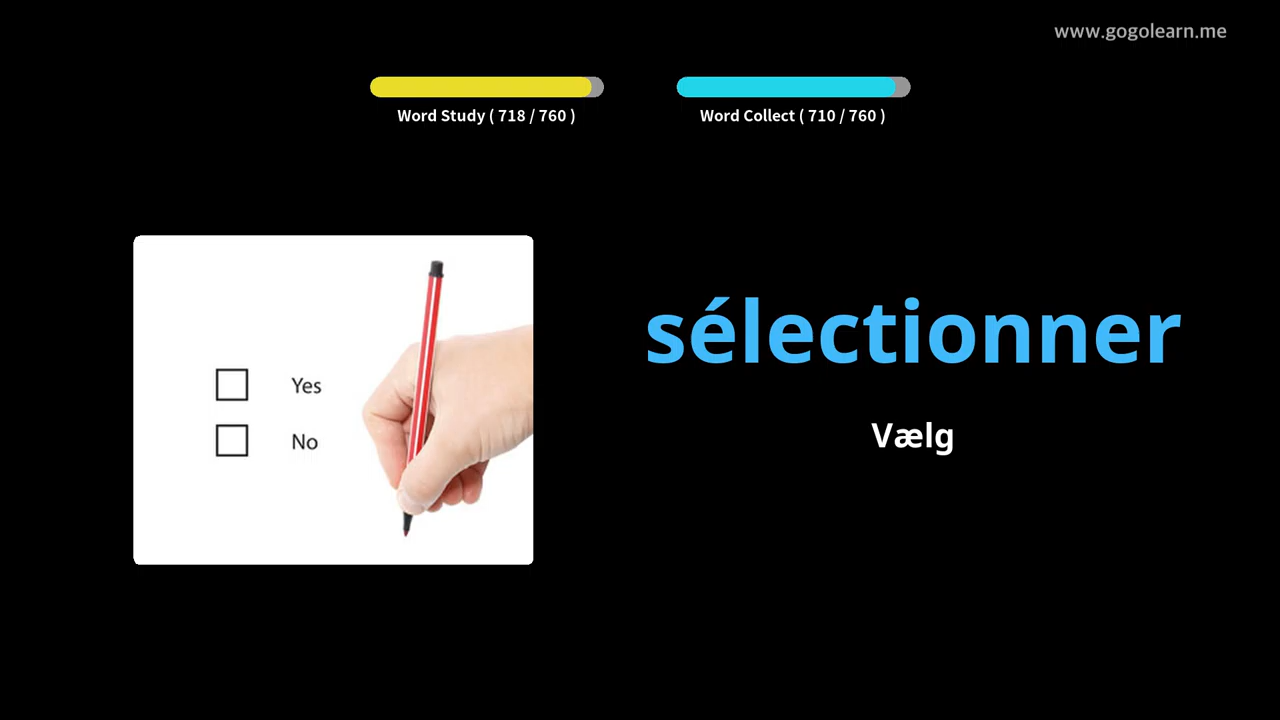 www.gogolearn.me
Word Study ( 718 / 760 )
Word Collect ( 710 / 760 )
Yes
No
sélectionner
Vælg